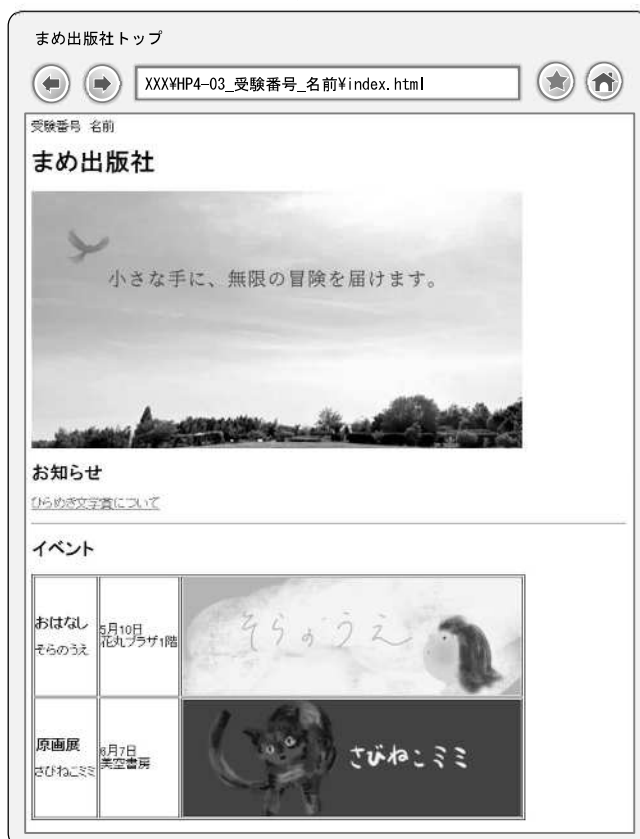 まめ出版社トップ
XXX¥HP4-03_受験番号_名前¥index.html
受験番号 名前
まめ出版社
小さな手に、無限の冒険を届けます。
お知らせ
ひらめき文学賞について
イベント
おはなし
そらのうえ
5月10日
花丸プラザ1階
そらのうえ
原画展
さびねこミミ
6月7日
美空書房
さびねこミミ